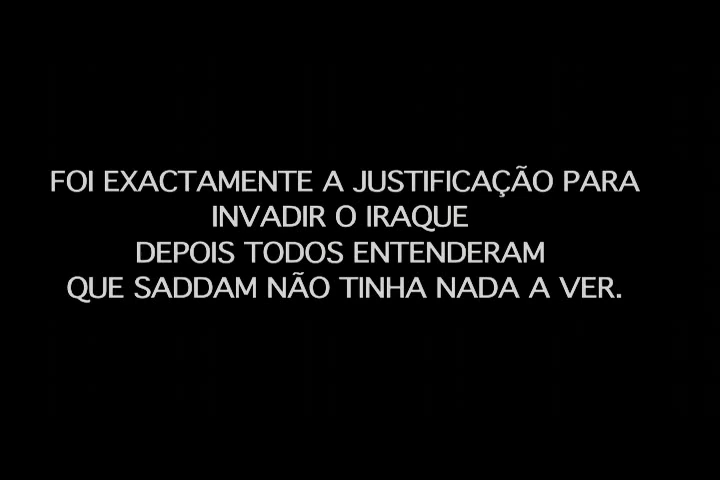 FOI EXACTAMENTE A JUSTIFICAÇÃO PARA
INVADIR O IRAQUE
DEPOIS TODOS ENTENDERAM
QUE SADDAM NÃO TINHA NADA A VER.